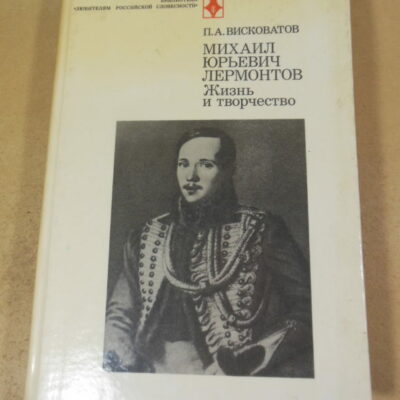 «ЛЮБИТЕЛЯМ РОССИЙСКОЙ СЛОВЕСНОСТИ»
П.А.ВИСКОВАТОВ
МИХАИЛ
ЮРЬЕВИЧ
ЛЕРМОНТОВ
Жизнь
и творчество